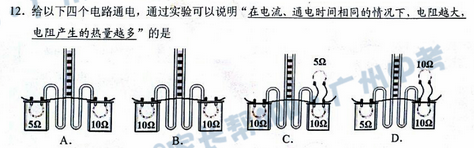 12．给以下四个电路通电，通过实验可以说明“在电流、通电时间相同的情况下，电阻越大，
电阻产生的热量越多”的是
5Ω 10Ω
5Ω 10Ω 10Ω 10Ω 5Ω 10Ω 5Ω 10Ω
A． B． C． D．